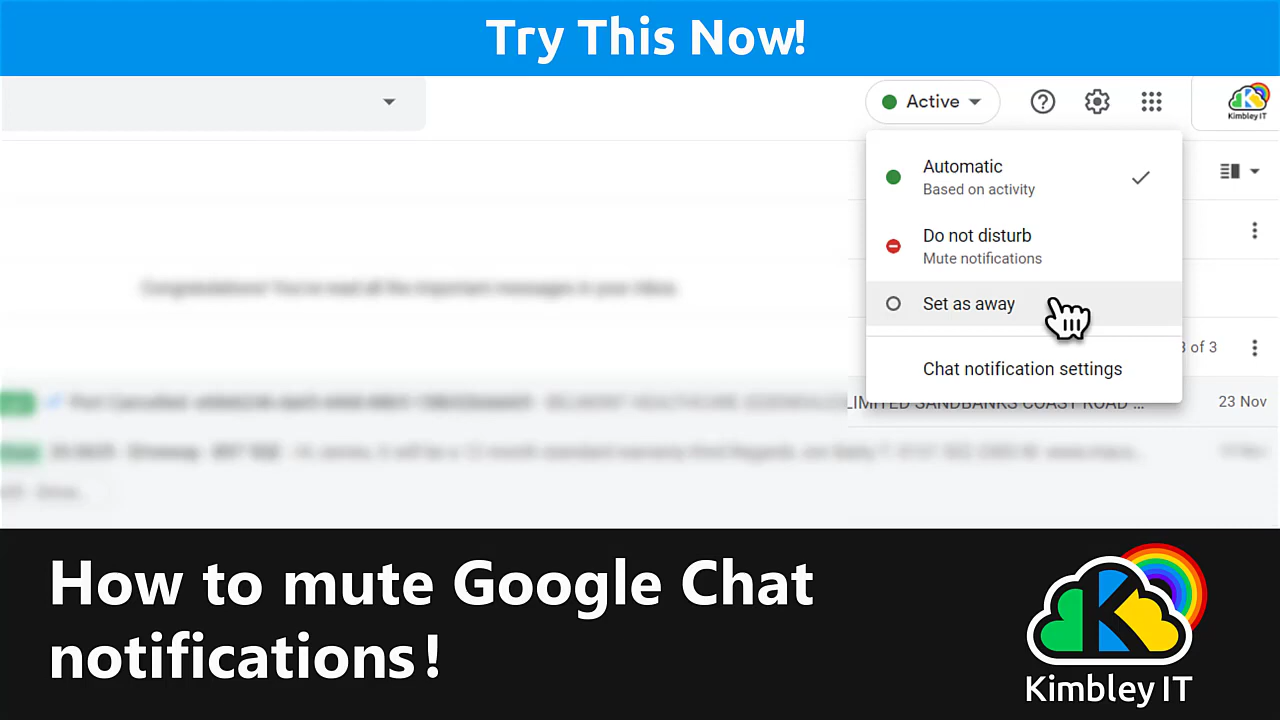 Try This Now!
Active
Kimbley IT
Automatic
Based on activity
Do not disturb
Mute notifications
Set as away
of 3
Chat notification settings
LIMITED SANDBANKS COAST ROAD ...
23 Nov
How to mute Google Chat
notifications!
Kimbley IT